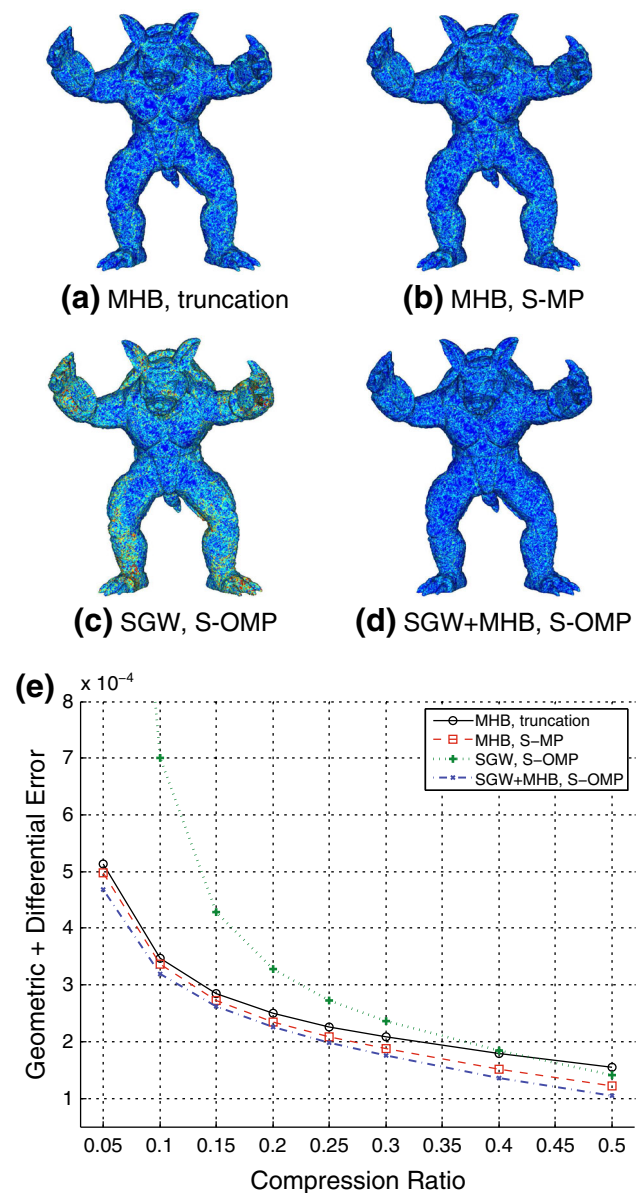 (a) MHB, truncation
(b) MHB, S-MP
(c) SGW, S-OMP
(d) SGW+MHB, S-OMP
(e)
x 10⁻⁴
8
7
6
5
4
3
2
1
Geometric + Differential Error
MHB, truncation
MHB, S-MP
SGW, S-OMP
SGW+MHB, S-OMP
0.05 0.1 0.15 0.2 0.25 0.3 0.35 0.4 0.45 0.5
Compression Ratio